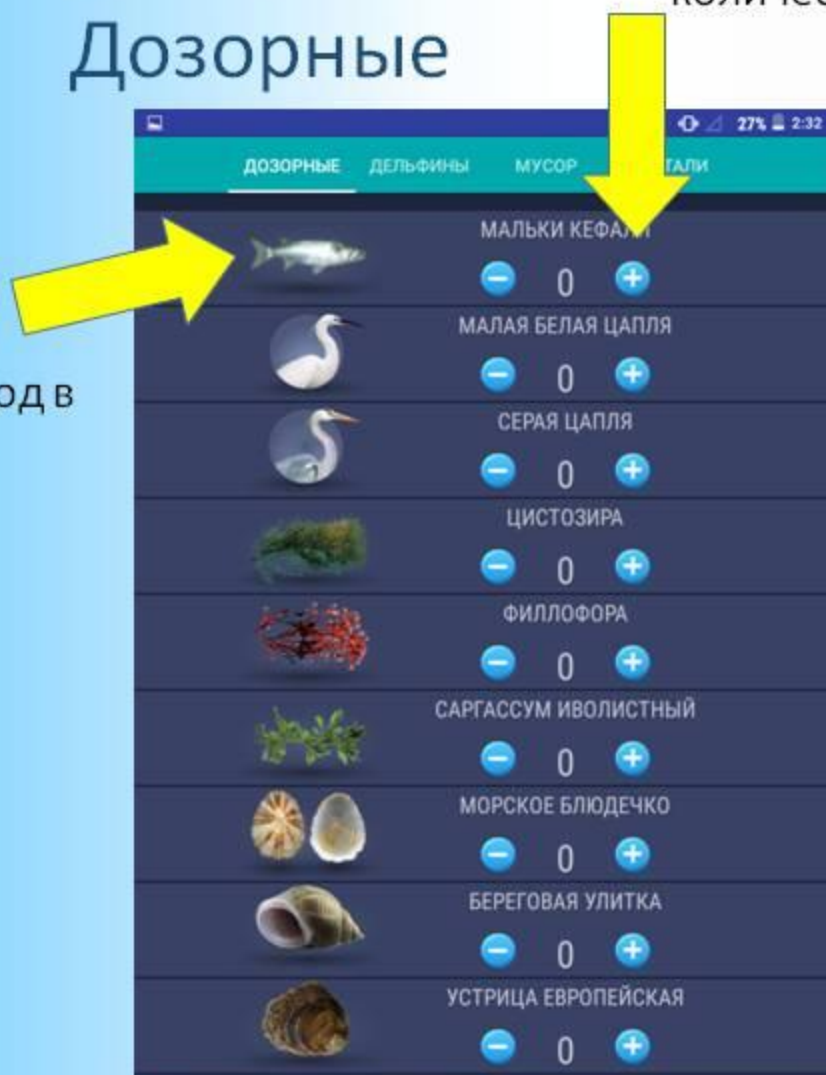 Дозорные
27% 2:32
ДОЗОРНЫЕ ДЕЛЬФИНЫ МУСОР
МАЛЬКИ КЕФАЛИ
0
МАЛАЯ БЕЛАЯ ЦАПЛЯ
0
од в
СЕРАЯ ЦАПЛЯ
0
ЦИСТОЗИРА
0
ФИЛЛОФОРА
0
САРГАССУМ ИВОЛИСТНЫЙ
0
МОРСКОЕ БЛЮДЕЧКО
0
БЕРЕГОВАЯ УЛИТКА
0
УСТРИЦА ЕВРОПЕЙСКАЯ
0